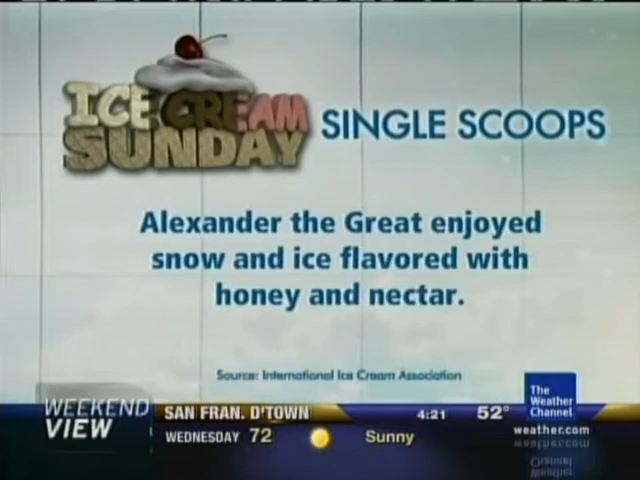 ICE CREAM
SUNDAY
SINGLE SCOOPS
Alexander the Great enjoyed
snow and ice flavored with
honey and nectar.
Source: International Ice Cream Association
WEEKEND
VIEW
SAN FRAN. D'TOWN 4:21 52°
WEDNESDAY 72 Sunny
The
Weather
Channel
weather.com